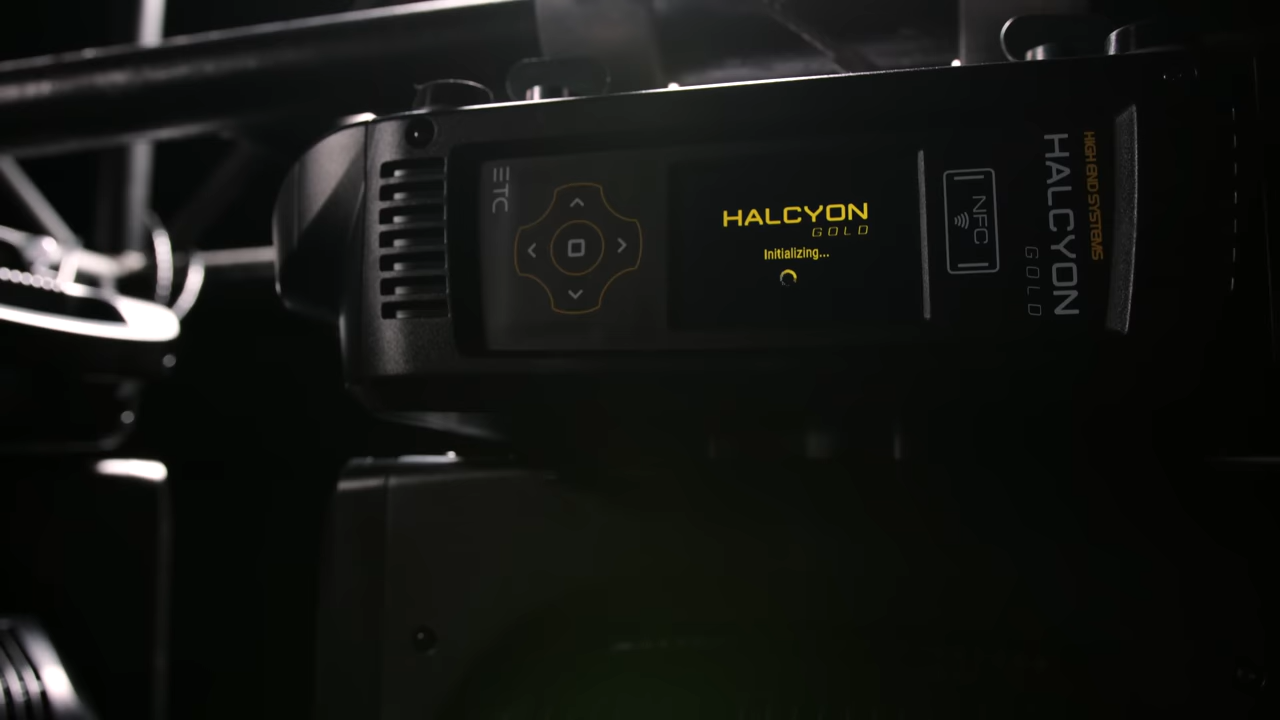 ETC
HALCYON
GOLD
Initializing...
NFC
HIGH END SYSTEMS
HALCYON
GOLD